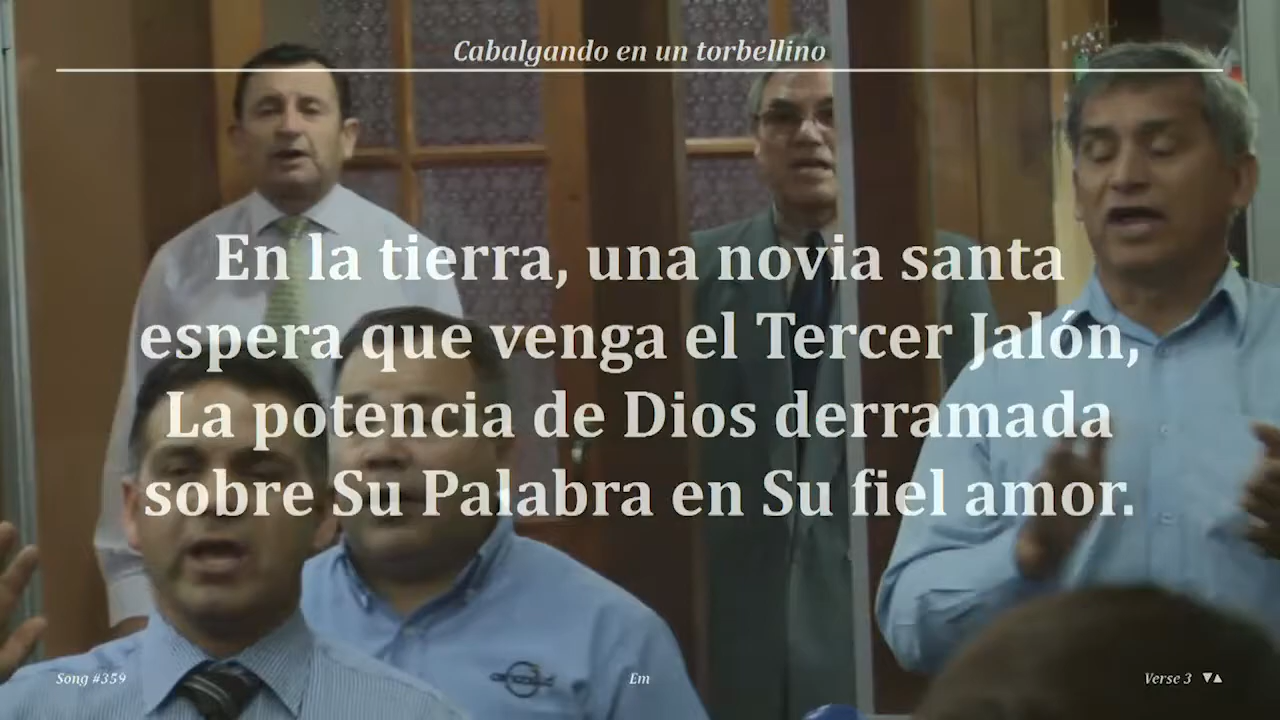 Cabalgando en un torbellino
En la tierra, una novia santa
espera que venga el Tercer Jalón,
La potencia de Dios derramada
sobre Su Palabra en Su fiel amor.
Song #359
Em
Verse 3 ▼▲